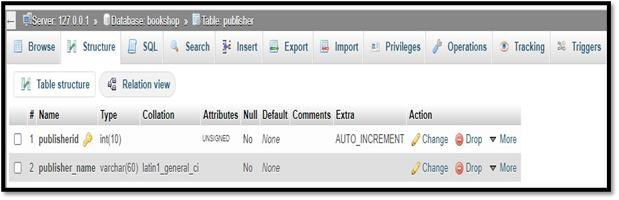 Server: 127.0.0.1 » Database: bookshop » Table: publisher
Browse Structure SQL Search Insert Export Import Privileges Operations Tracking Triggers
Table structure Relation view
# Name Type Collation Attributes Null Default Comments Extra Action
1 publisherid int(10) UNSIGNED No None AUTO_INCREMENT Change Drop More
2 publisher_name varchar(60) latin1_general_ci No None Change Drop More